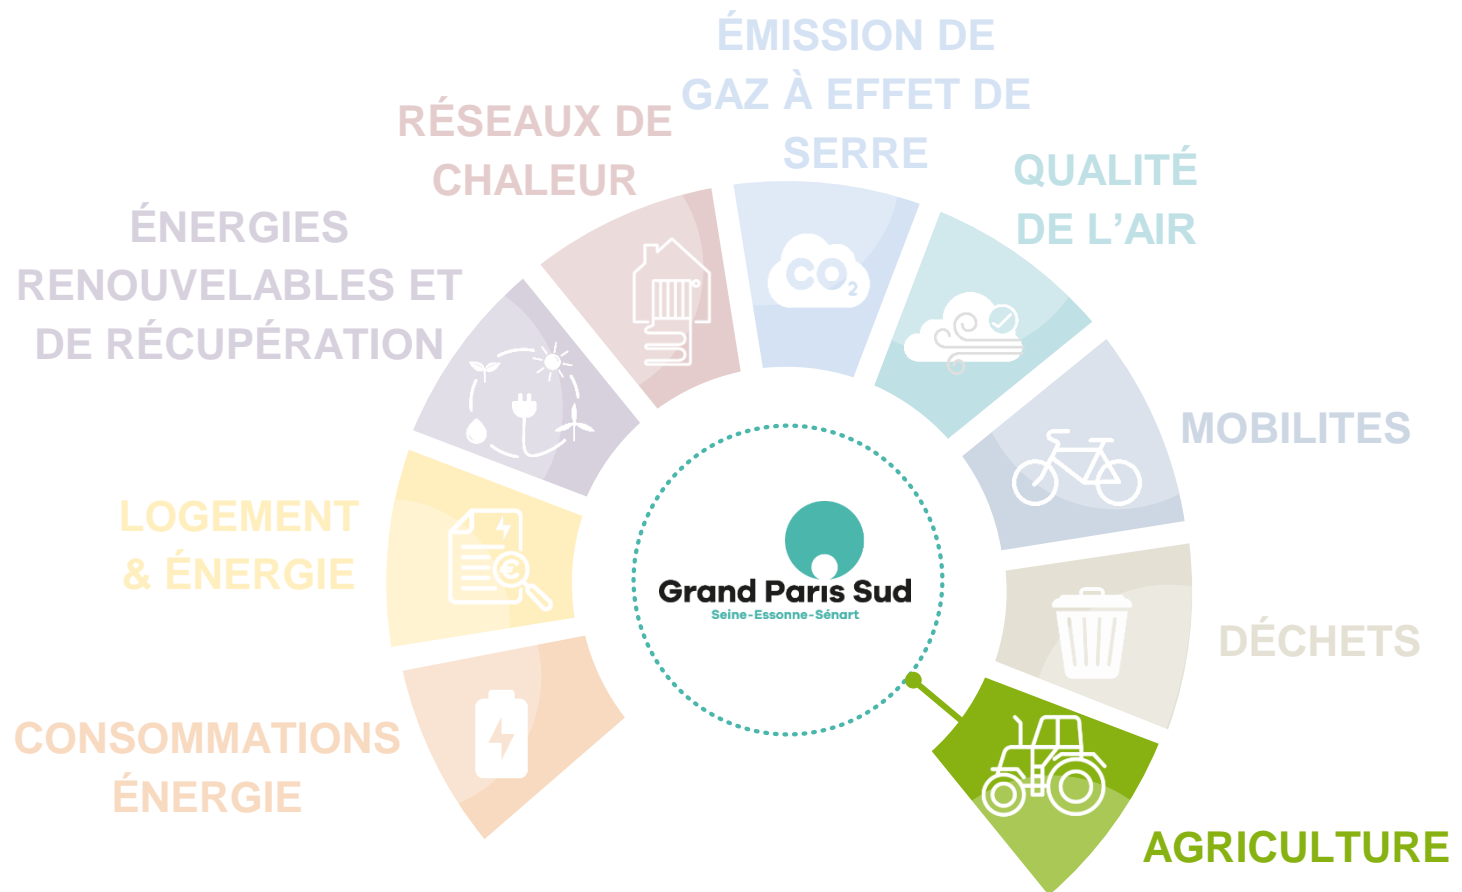 ÉMISSION DE
GAZ À EFFET DE
SERRE
RÉSEAUX DE
CHALEUR
QUALITÉ
DE L’AIR
ÉNERGIES
RENOUVELABLES ET
DE RÉCUPÉRATION
CO₂
MOBILITES
LOGEMENT
& ÉNERGIE
€
Grand Paris Sud
Seine-Essonne-Sénart
DÉCHETS
CONSOMMATIONS
ÉNERGIE
AGRICULTURE